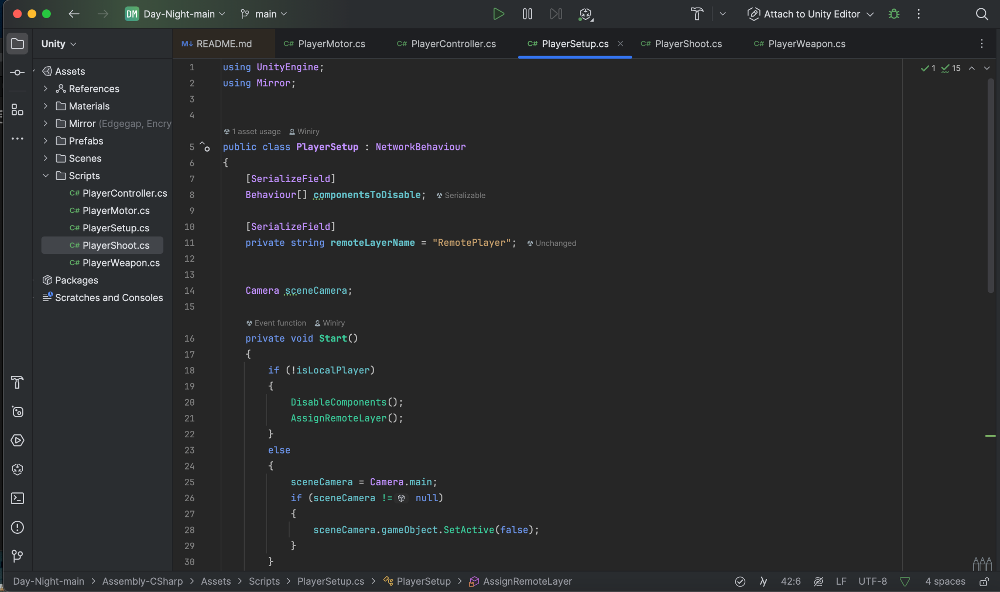 DM Day-Night-main main Attach to Unity Editor
Unity
README.md PlayerMotor.cs PlayerController.cs PlayerSetup.cs PlayerShoot.cs PlayerWeapon.cs
Assets
References
Materials
Mirror (Edgegap, Encry
Prefabs
Scenes
Scripts
C# PlayerController.cs
C# PlayerMotor.cs
C# PlayerSetup.cs
C# PlayerShoot.cs
C# PlayerWeapon.cs
Packages
Scratches and Consoles
1 15
1 using UnityEngine;
2 using Mirror;
3
4
1 asset usage Winiry
5 public class PlayerSetup : NetworkBehaviour
6 {
7 [SerializeField]
8 Behaviour[] componentsToDisable; Serializable
9
10 [SerializeField]
11 private string remoteLayerName = "RemotePlayer"; Unchanged
12
13
14 Camera sceneCamera;
15
Event function Winiry
16 private void Start()
17 {
18 if (!isLocalPlayer)
19 {
20 DisableComponents();
21 AssignRemoteLayer();
22 }
23 else
24 {
25 sceneCamera = Camera.main;
26 if (sceneCamera != null)
27 {
28 sceneCamera.gameObject.SetActive(false);
29 }
30 }
Day-Night-main > Assembly-CSharp > Assets > Scripts > PlayerSetup.cs > PlayerSetup > AssignRemoteLayer 42:6 LF UTF-8 4 spaces